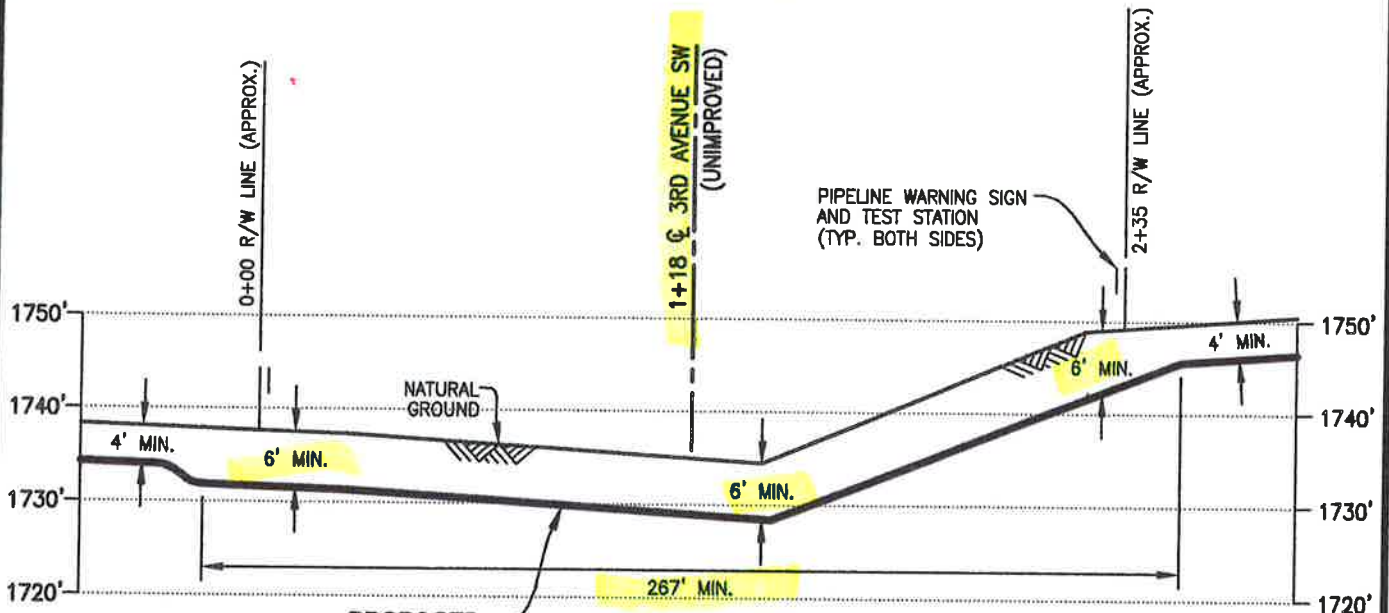 0+00 R/W LINE (APPROX.)
1+18 ℄ 3RD AVENUE SW
(UNIMPROVED)
2+35 R/W LINE (APPROX.)
PIPELINE WARNING SIGN
AND TEST STATION
(TYP. BOTH SIDES)
1750'
1750'
NATURAL
GROUND
4' MIN.
6' MIN.
1740'
1740'
4' MIN.
6' MIN.
6' MIN.
1730'
1730'
267' MIN.
1720'
1720'